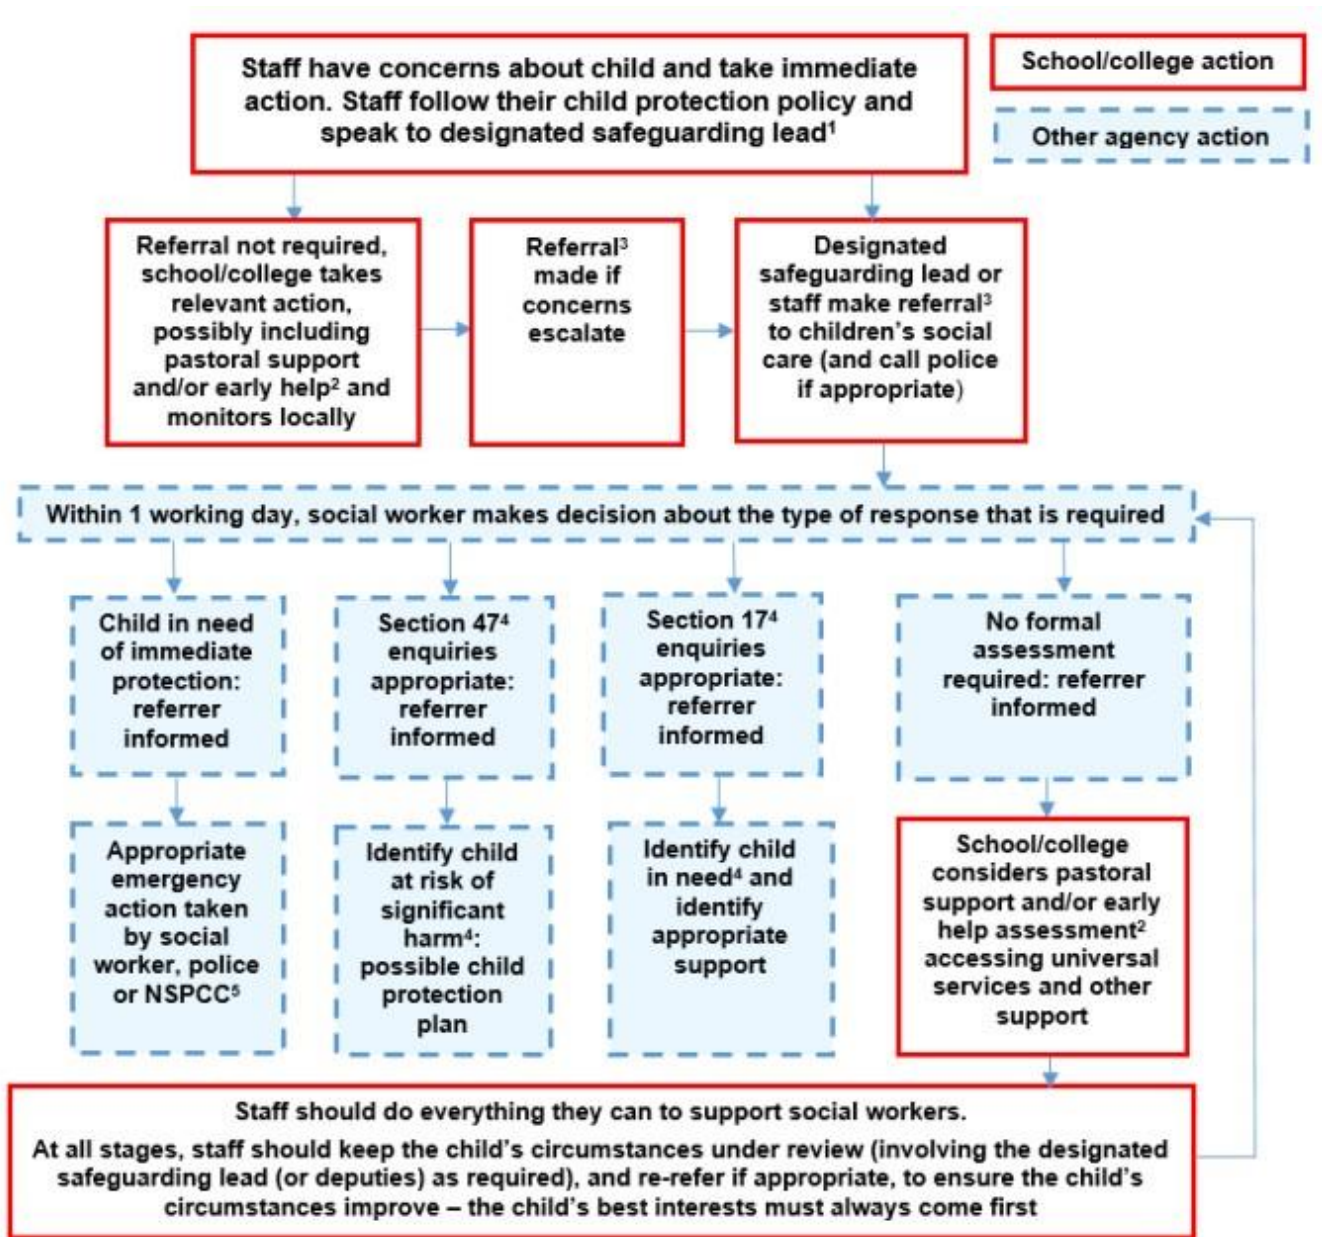 Staff have concerns about child and take immediate
action. Staff follow their child protection policy and
speak to designated safeguarding lead¹
School/college action
Other agency action
Referral not required,
school/college takes
relevant action,
possibly including
pastoral support
and/or early help² and
monitors locally
Referral³
made if
concerns
escalate
Designated
safeguarding lead or
staff make referral³
to children’s social
care (and call police
if appropriate)
Within 1 working day, social worker makes decision about the type of response that is required
Child in need
of immediate
protection:
referrer
informed
Section 47⁴
enquiries
appropriate:
referrer
informed
Section 17⁴
enquiries
appropriate:
referrer
informed
No formal
assessment
required: referrer
informed
Appropriate
emergency
action taken
by social
worker, police
or NSPCC⁵
Identify child
at risk of
significant
harm⁴:
possible child
protection
plan
Identify child
in need⁴ and
identify
appropriate
support
School/college
considers pastoral
support and/or early
help assessment²
accessing universal
services and other
support
Staff should do everything they can to support social workers.
At all stages, staff should keep the child’s circumstances under review (involving the designated
safeguarding lead (or deputies) as required), and re-refer if appropriate, to ensure the child’s
circumstances improve – the child’s best interests must always come first